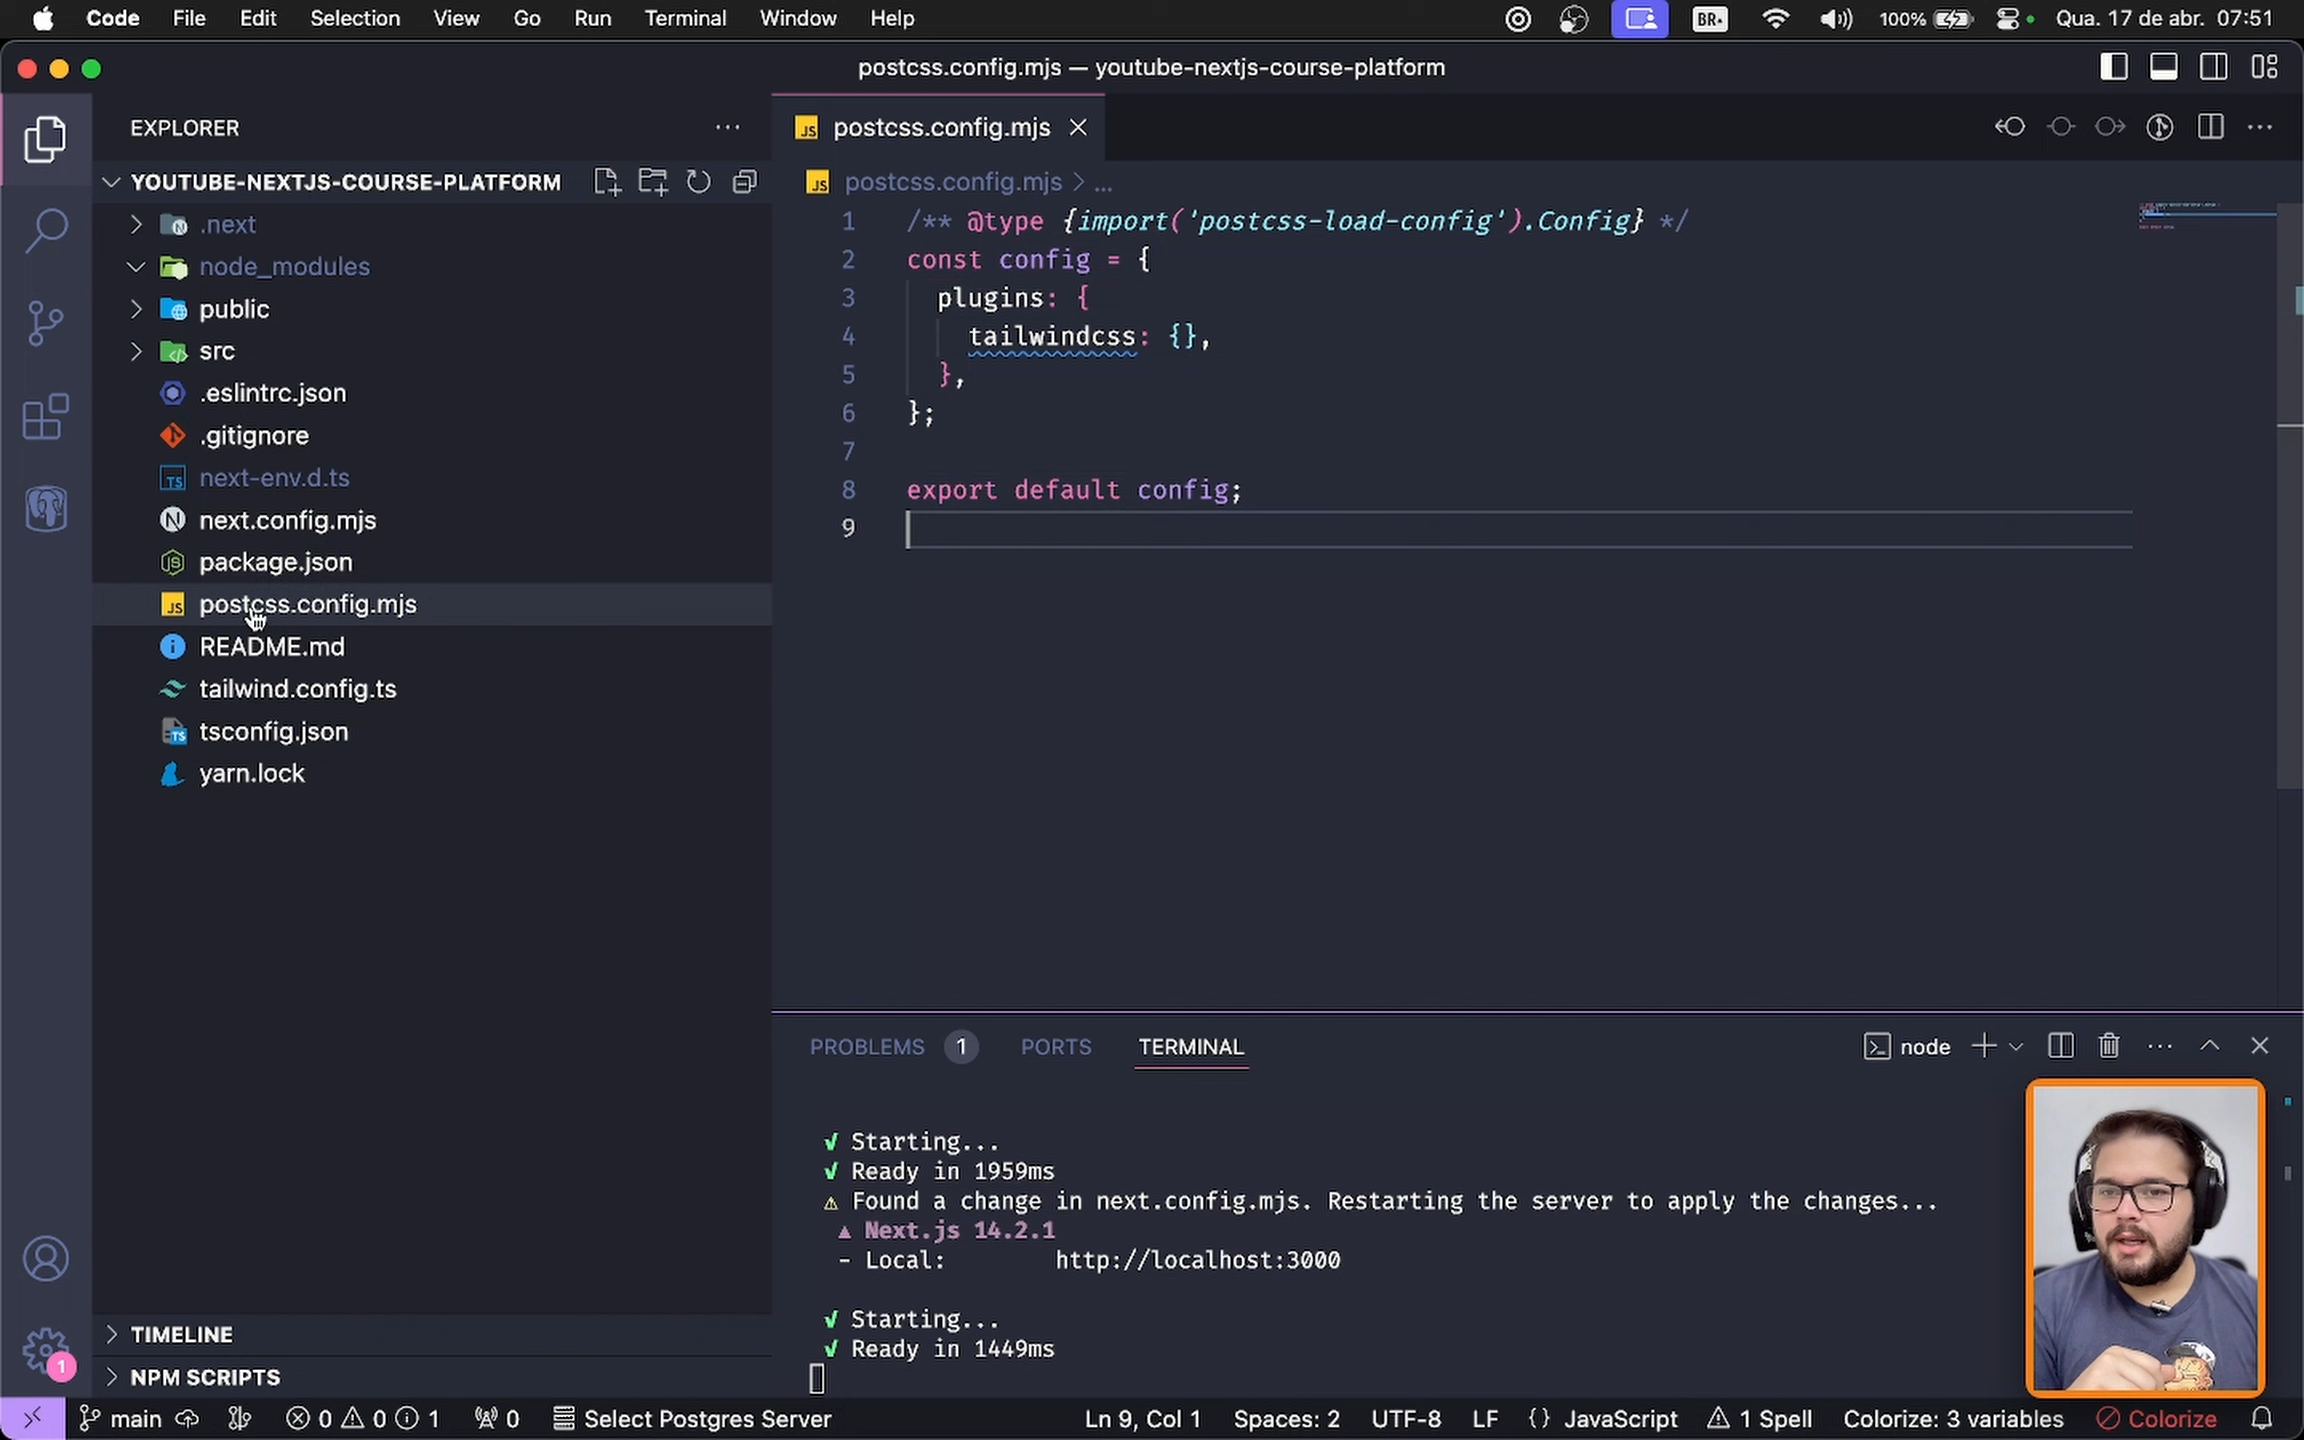 Code File Edit Selection View Go Run Terminal Window Help BR 100% Qua. 17 de abr. 07:51
postcss.config.mjs — youtube-nextjs-course-platform
EXPLORER
YOUTUBE-NEXTJS-COURSE-PLATFORM
.next
node_modules
public
src
.eslintrc.json
.gitignore
next-env.d.ts
next.config.mjs
package.json
postcss.config.mjs
README.md
tailwind.config.ts
tsconfig.json
yarn.lock
TIMELINE
NPM SCRIPTS
1
postcss.config.mjs
postcss.config.mjs > ...
1 /** @type {import('postcss-load-config').Config} */
2 const config = {
3 plugins: {
4 tailwindcss: {},
5 },
6 };
7
8 export default config;
9
PROBLEMS 1 PORTS TERMINAL node
✓ Starting...
✓ Ready in 1959ms
⚠ Found a change in next.config.mjs. Restarting the server to apply the changes...
▲ Next.js 14.2.1
- Local: http://localhost:3000
✓ Starting...
✓ Ready in 1449ms
main 0 0 1 0 Select Postgres Server Ln 9, Col 1 Spaces: 2 UTF-8 LF {} JavaScript 1 Spell Colorize: 3 variables Colorize